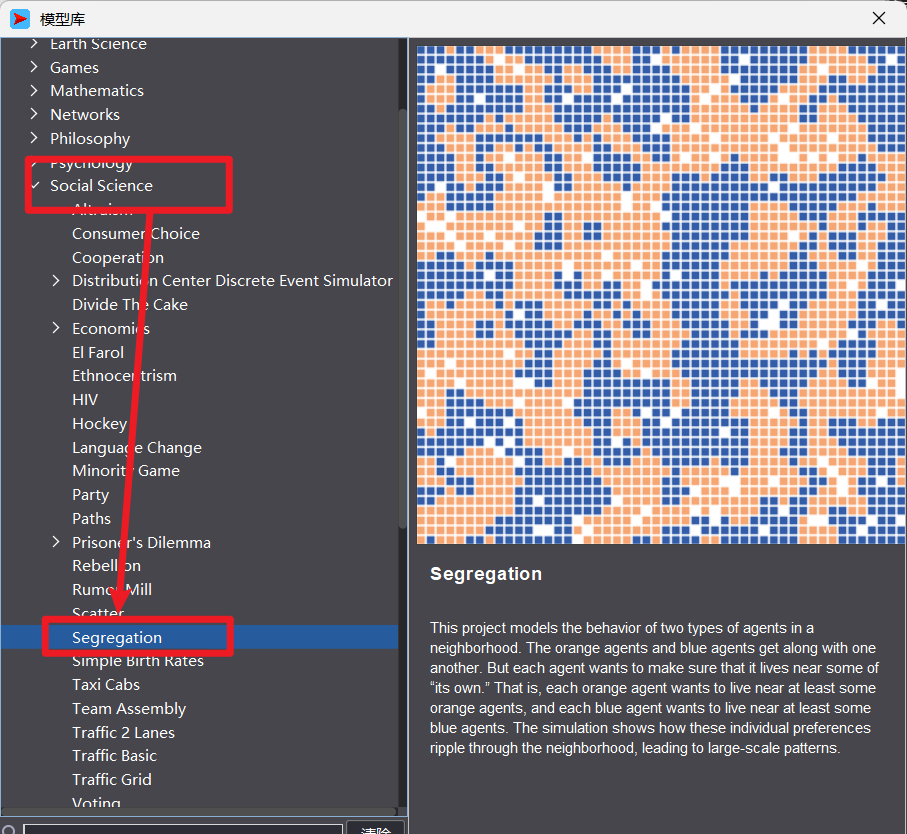 模型库
Earth Science
Games
Mathematics
Networks
Philosophy
Psychology
Social Science
Altruism
Consumer Choice
Cooperation
Distribution Center Discrete Event Simulator
Divide The Cake
Economics
El Farol
Ethnocentrism
HIV
Hockey
Language Change
Minority Game
Party
Paths
Prisoner's Dilemma
Rebellion
Rumor Mill
Scatter
Segregation
Simple Birth Rates
Taxi Cabs
Team Assembly
Traffic 2 Lanes
Traffic Basic
Traffic Grid
Voting
清除
Segregation
This project models the behavior of two types of agents in a
neighborhood. The orange agents and blue agents get along with one
another. But each agent wants to make sure that it lives near some of
“its own.” That is, each orange agent wants to live near at least some
orange agents, and each blue agent wants to live near at least some
blue agents. The simulation shows how these individual preferences
ripple through the neighborhood, leading to large-scale patterns.